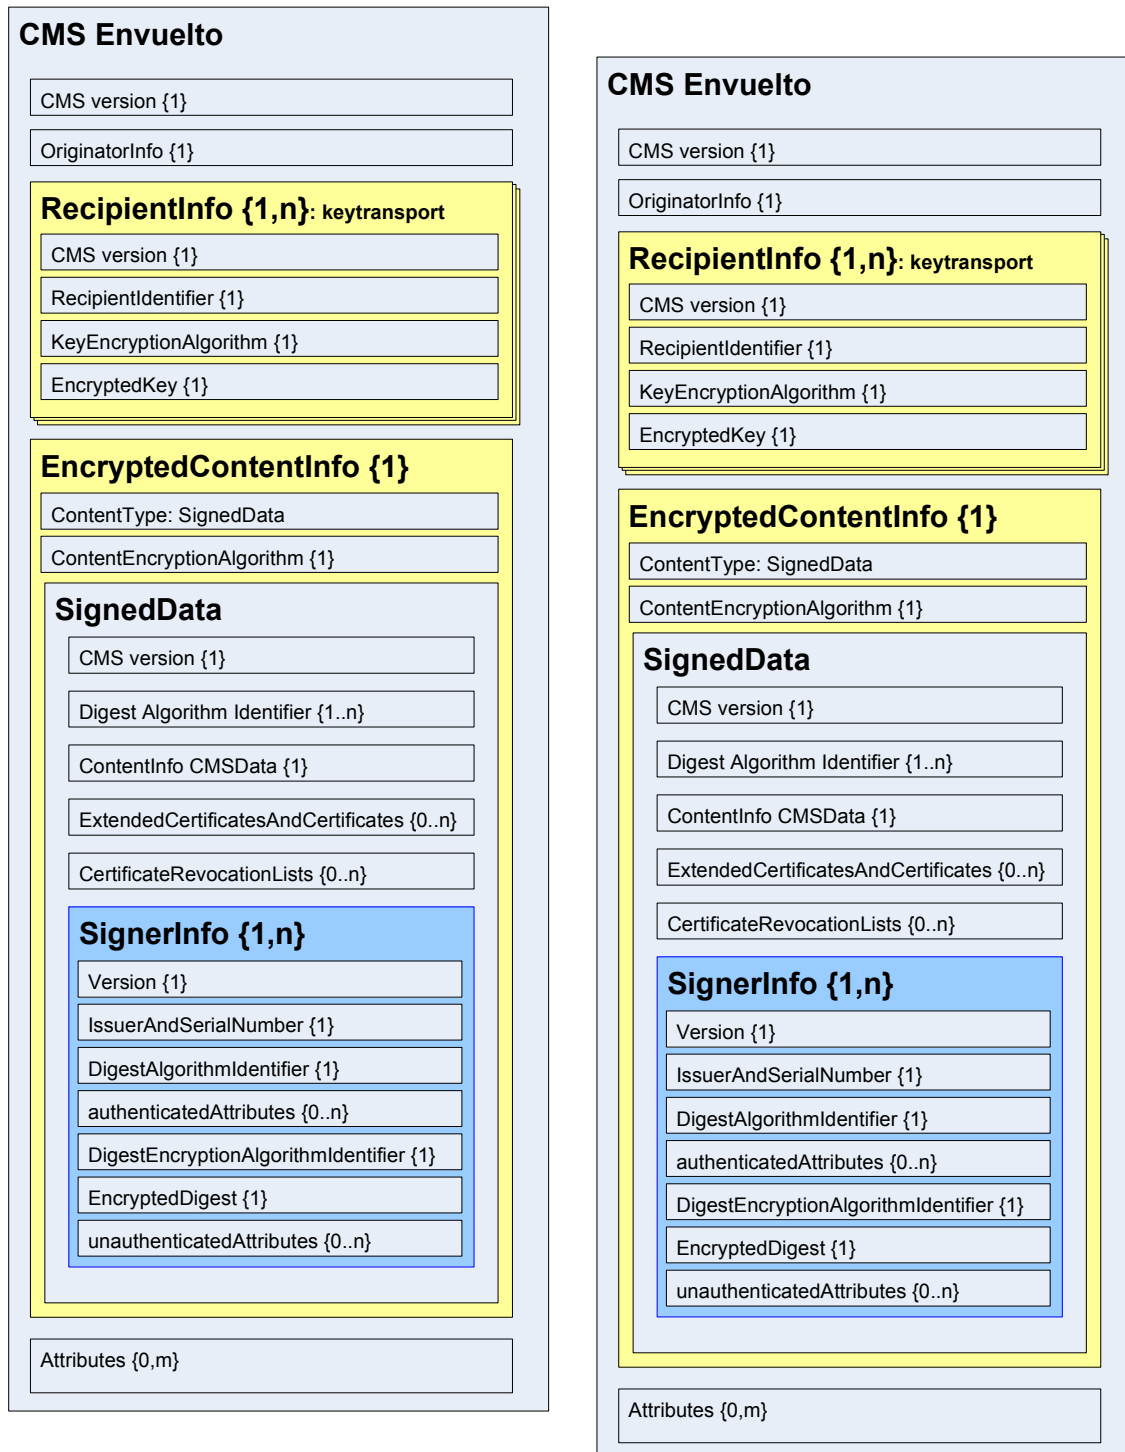 CMS Envuelto
CMS version {1}
OriginatorInfo {1}
RecipientInfo {1,n}: keytransport
CMS version {1}
RecipientIdentifier {1}
KeyEncryptionAlgorithm {1}
EncryptedKey {1}
EncryptedContentInfo {1}
ContentType: SignedData
ContentEncryptionAlgorithm {1}
SignedData
CMS version {1}
Digest Algorithm Identifier {1..n}
ContentInfo CMSData {1}
ExtendedCertificatesAndCertificates {0..n}
CertificateRevocationLists {0..n}
SignerInfo {1,n}
Version {1}
IssuerAndSerialNumber {1}
DigestAlgorithmIdentifier {1}
authenticatedAttributes {0..n}
DigestEncryptionAlgorithmIdentifier {1}
EncryptedDigest {1}
unauthenticatedAttributes {0..n}
Attributes {0,m}
CMS Envuelto
CMS version {1}
OriginatorInfo {1}
RecipientInfo {1,n}: keytransport
CMS version {1}
RecipientIdentifier {1}
KeyEncryptionAlgorithm {1}
EncryptedKey {1}
EncryptedContentInfo {1}
ContentType: SignedData
ContentEncryptionAlgorithm {1}
SignedData
CMS version {1}
Digest Algorithm Identifier {1..n}
ContentInfo CMSData {1}
ExtendedCertificatesAndCertificates {0..n}
CertificateRevocationLists {0..n}
SignerInfo {1,n}
Version {1}
IssuerAndSerialNumber {1}
DigestAlgorithmIdentifier {1}
authenticatedAttributes {0..n}
DigestEncryptionAlgorithmIdentifier {1}
EncryptedDigest {1}
unauthenticatedAttributes {0..n}
Attributes {0,m}